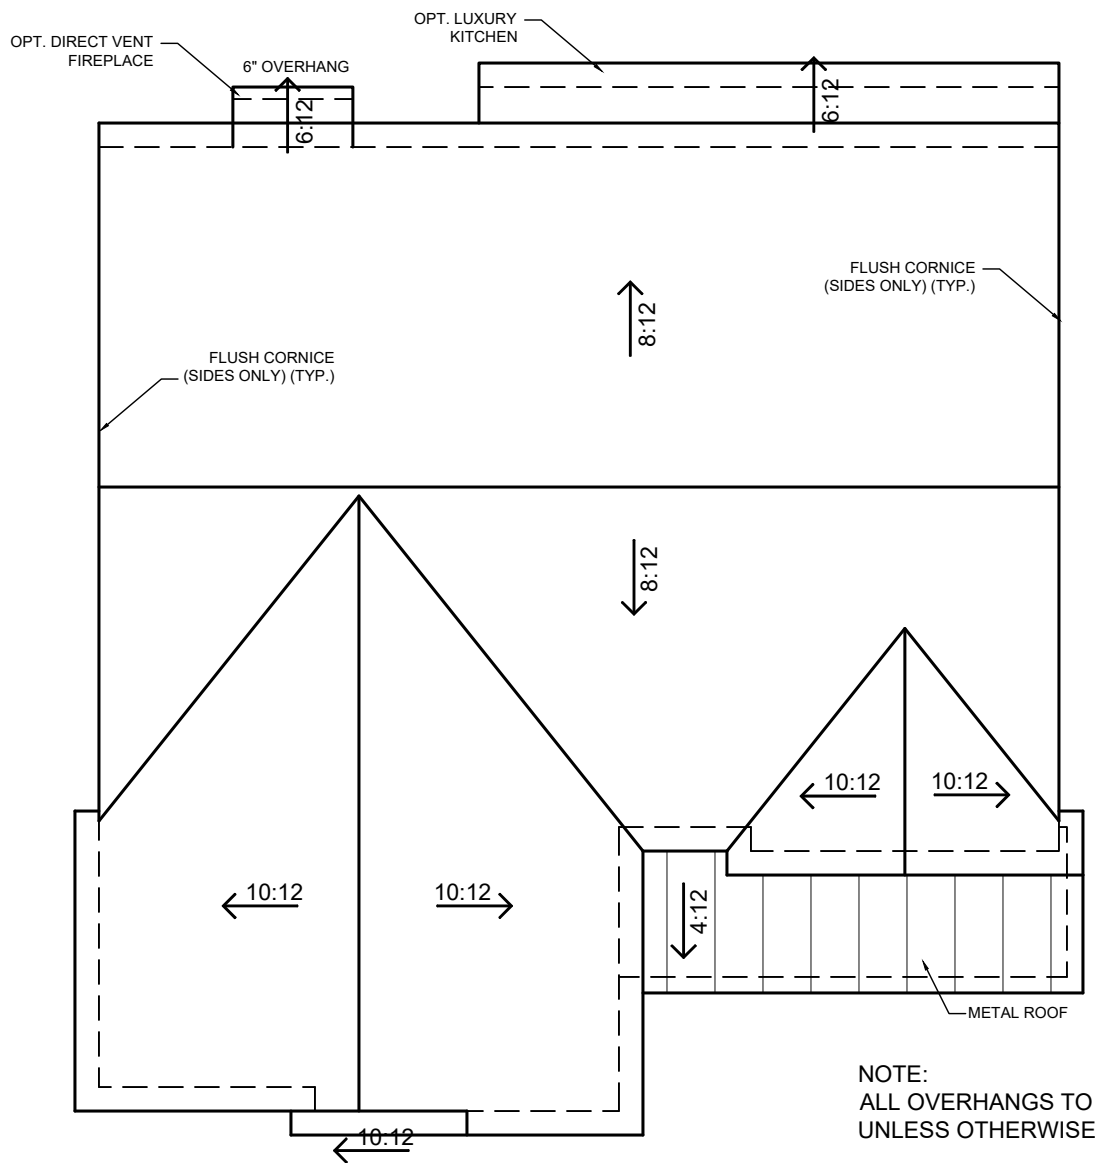 OPT. LUXURY
KITCHEN
OPT. DIRECT VENT
FIREPLACE
6" OVERHANG
6:12
6:12
FLUSH CORNICE
(SIDES ONLY) (TYP.)
8:12
FLUSH CORNICE
(SIDES ONLY) (TYP.)
8:12
10:12
10:12
10:12
10:12
4:12
METAL ROOF
NOTE:
ALL OVERHANGS TO
UNLESS OTHERWISE
10:12